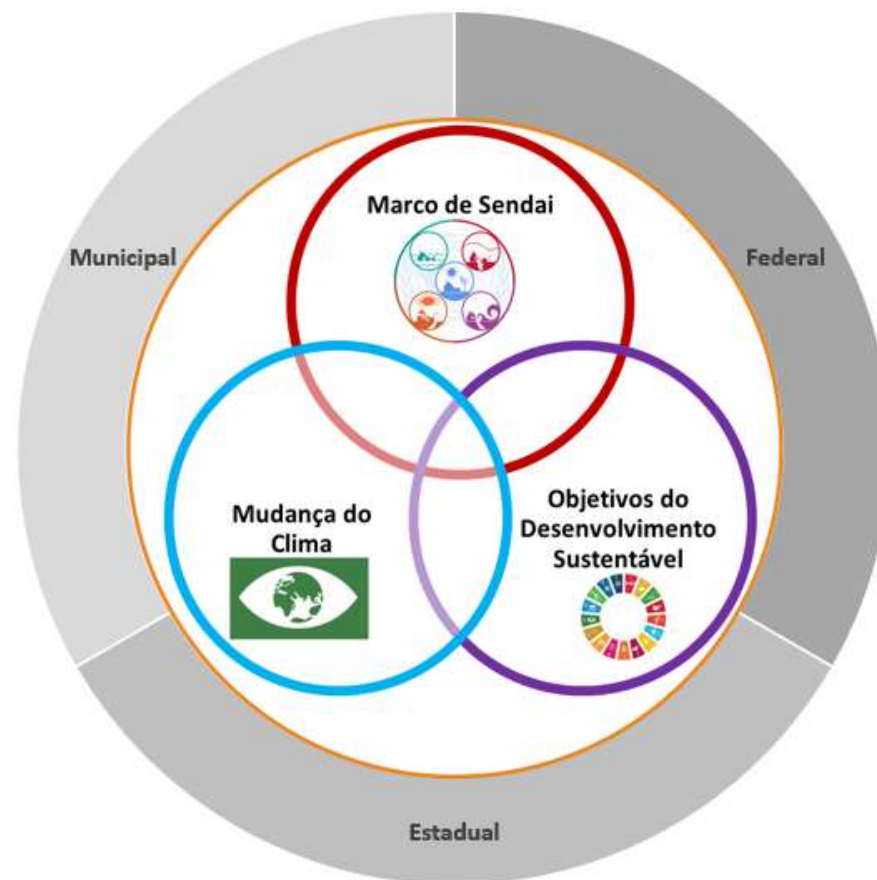 Marco de Sendai
Municipal
Federal
Mudança do
Clima
Objetivos do
Desenvolvimento
Sustentável
Estadual